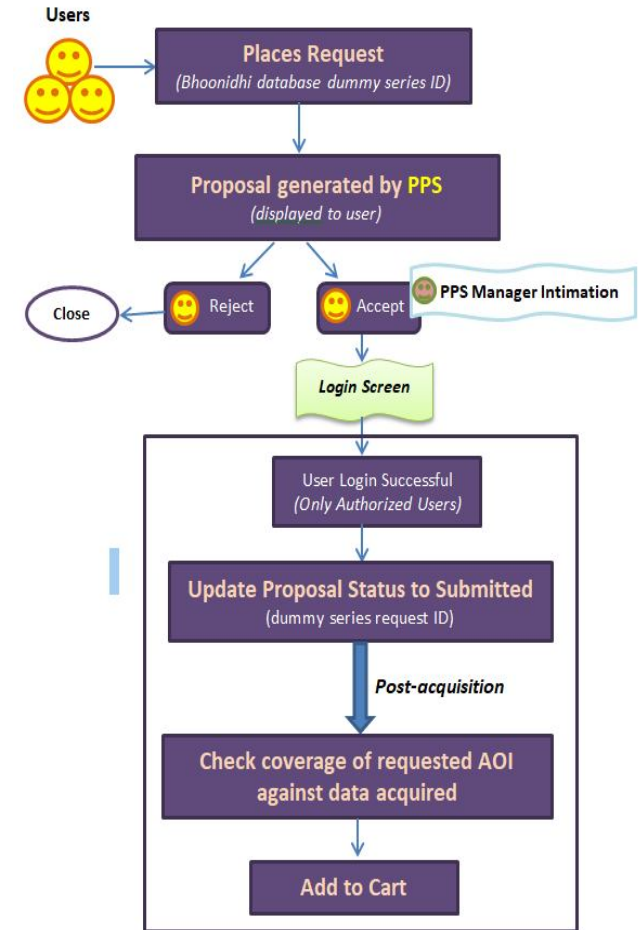 Users
Places Request
(Bhoonidhi database dummy series ID)
Proposal generated by PPS
(displayed to user)
Close
Reject
Accept
PPS Manager Intimation
Login Screen
User Login Successful
(Only Authorized Users)
Update Proposal Status to Submitted
(dummy series request ID)
Post-acquisition
Check coverage of requested AOI
against data acquired
Add to Cart